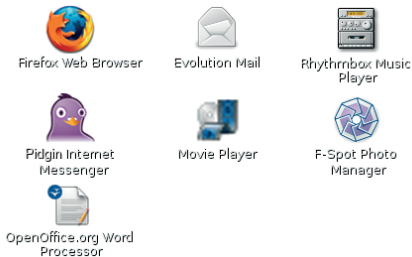 Firefox Web Browser
Evolution Mail
Rhythmbox Music
Player
Pidgin Internet
Messenger
Movie Player
F-Spot Photo
Manager
OpenOffice.org Word
Processor